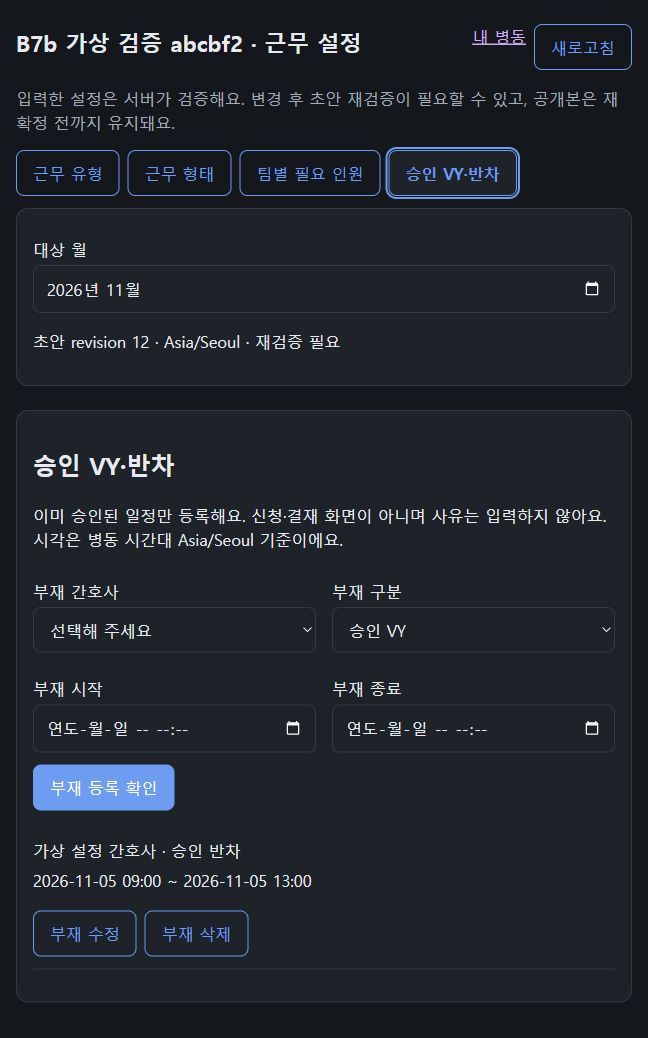 B7b 가상 검증 abcbf2 · 근무 설정
내 병동
새로고침
입력한 설정은 서버가 검증해요. 변경 후 초안 재검증이 필요할 수 있고, 공개본은 재
확정 전까지 유지돼요.
근무 유형
근무 형태
팀별 필요 인원
승인 VY·반차
대상 월
2026년 11월
초안 revision 12 · Asia/Seoul · 재검증 필요
승인 VY·반차
이미 승인된 일정만 등록해요. 신청·결재 화면이 아니며 사유는 입력하지 않아요.
시각은 병동 시간대 Asia/Seoul 기준이에요.
부재 간호사
부재 구분
선택해 주세요
승인 VY
부재 시작
부재 종료
연도-월-일 -- --:--
연도-월-일 -- --:--
부재 등록 확인
가상 설정 간호사 · 승인 반차
2026-11-05 09:00 ~ 2026-11-05 13:00
부재 수정
부재 삭제